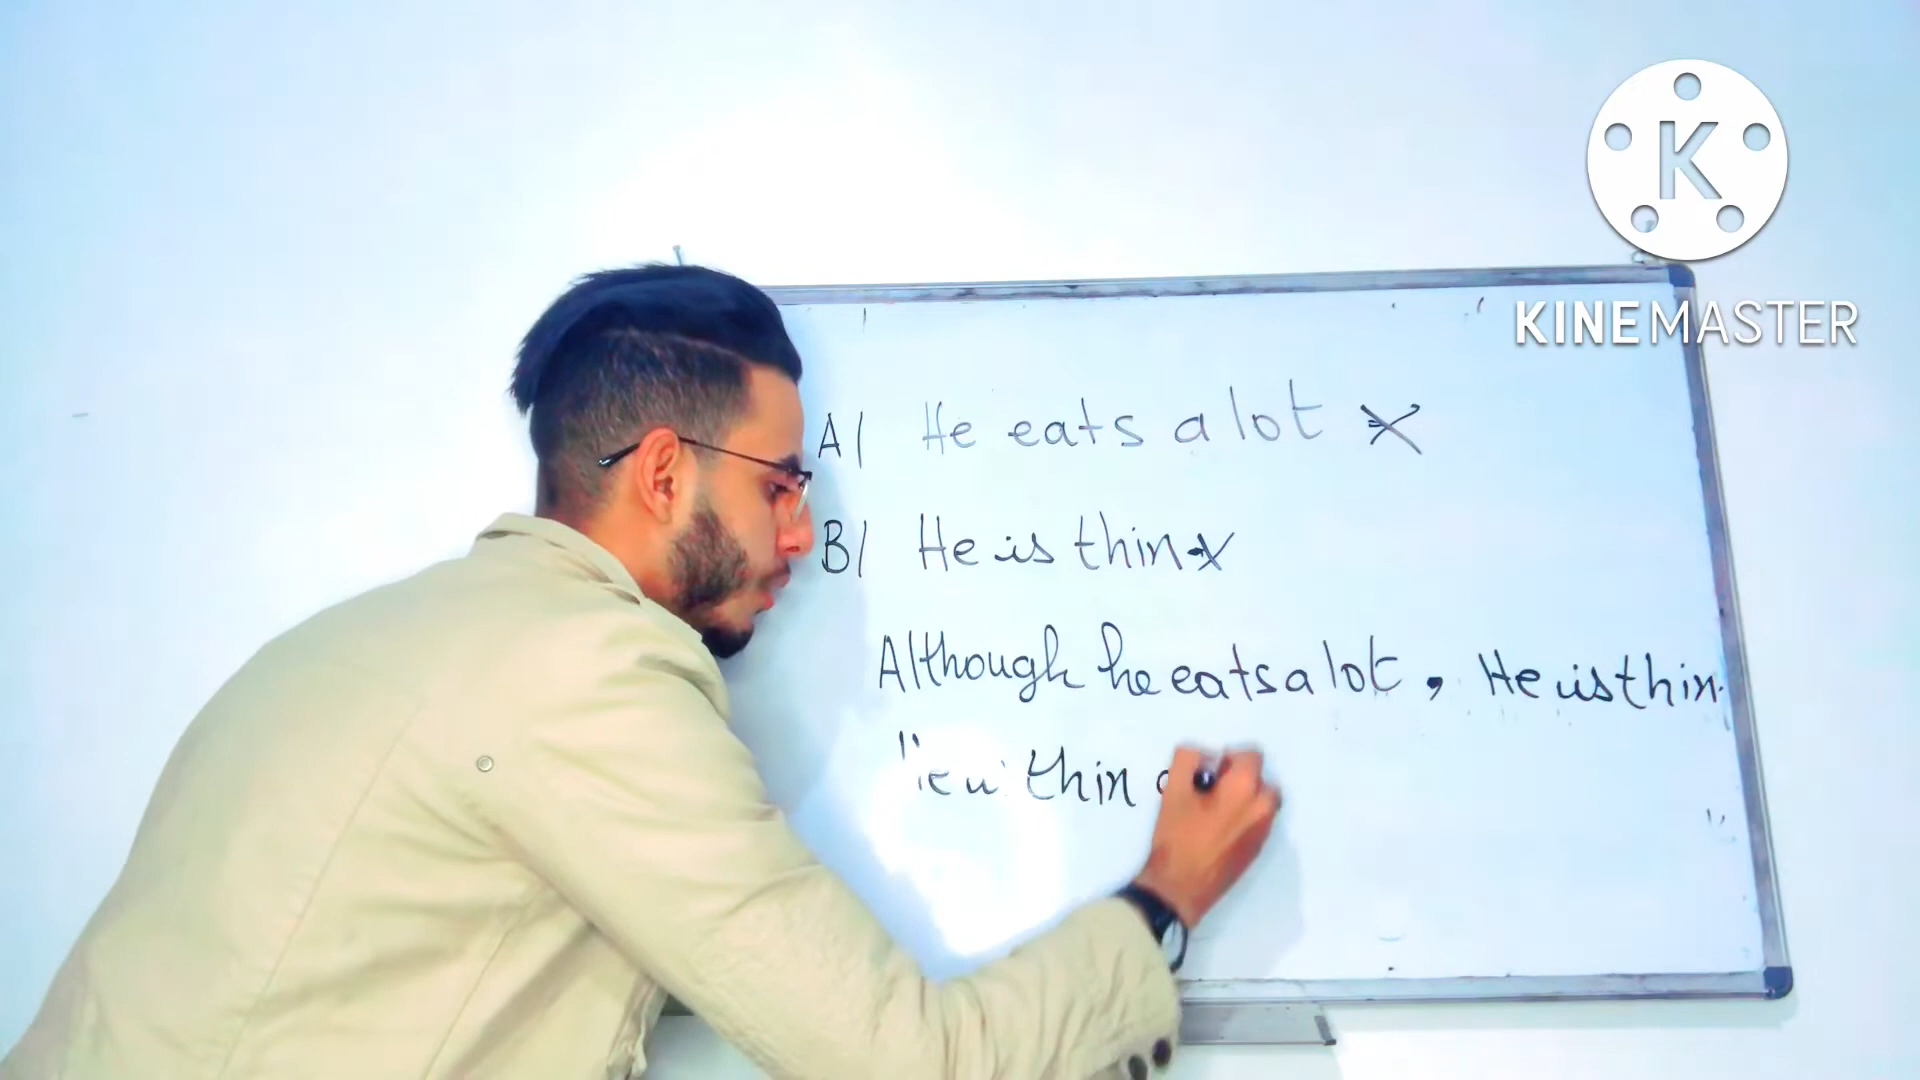 K
KINEMASTER
A/ He eats a lot x
B/ He is thin x
Although he eats a lot , He is thin.
thin